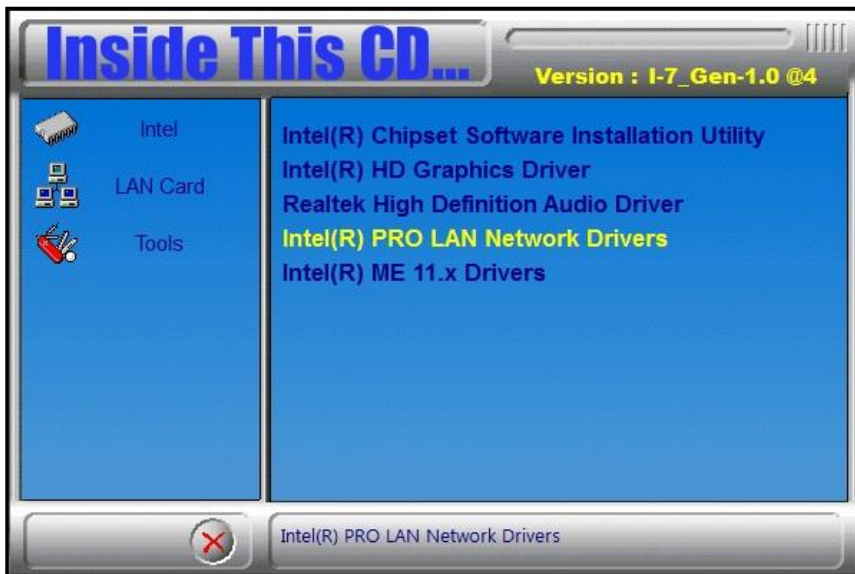 Inside This CD...
Version : I-7_Gen-1.0 @4
Intel
LAN Card
Tools
Intel(R) Chipset Software Installation Utility
Intel(R) HD Graphics Driver
Realtek High Definition Audio Driver
Intel(R) PRO LAN Network Drivers
Intel(R) ME 11.x Drivers
Intel(R) PRO LAN Network Drivers